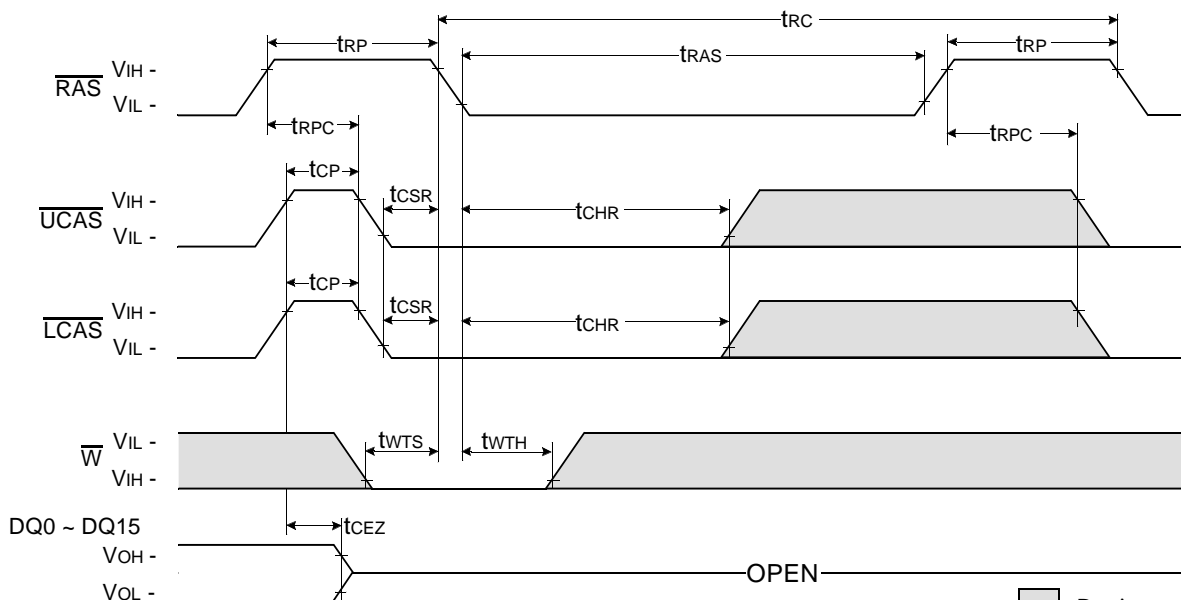 tRC
tRP
tRP
tRAS
RAS
VIH -
VIL -
tRPC
tRPC
tCP
tCSR
UCAS
VIH -
VIL -
tCHR
tCP
tCSR
LCAS
VIH -
VIL -
tCHR
W
VIL -
VIH -
tWTS
tWTH
DQ0 ~ DQ15
tCEZ
VOH -
VOL -
OPEN